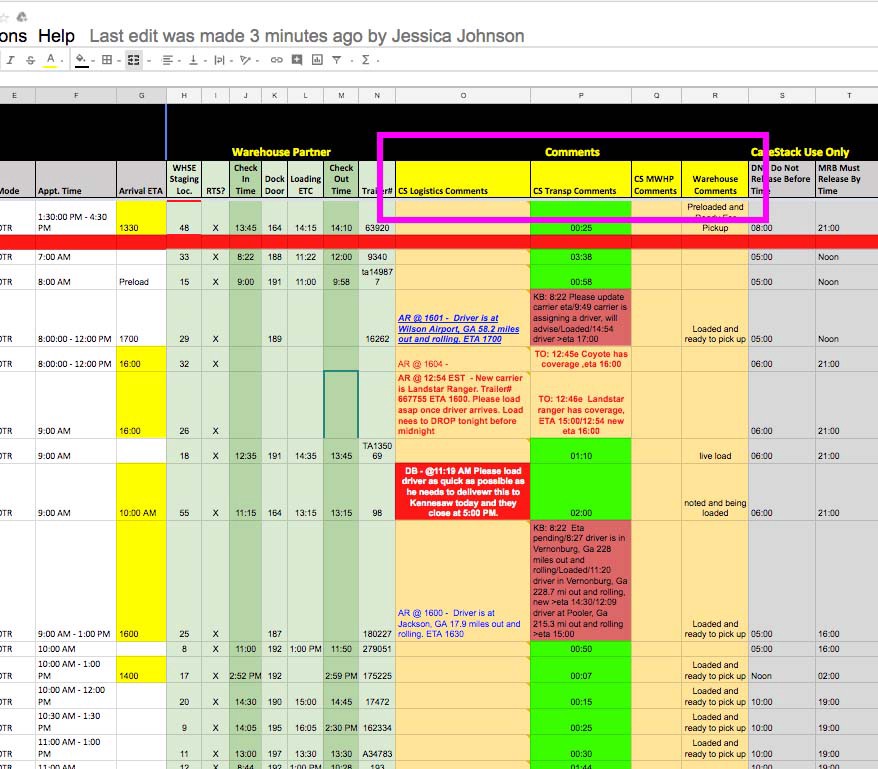 ons Help Last edit was made 3 minutes ago by Jessica Johnson
E F G H I J K L M N O P Q R S T
Warehouse Partner Comments Ca Stack Use Only
Mode Appt. Time Arrival ETA WHSE Staging Loc. RTS? Check In Time Dock Door Loading ETC Check Out Time Trailer# CS Logistics Comments CS Transp Comments CS MWHP Comments Warehouse Comments DN Do Not Release Before Time MRB Must Release By Time
OTR 1:30:00 PM - 4:30 PM 1330 48 X 13:45 164 14:15 14:10 63920 00:25 Preloaded and Pickup 08:00 21:00
OTR 7:00 AM 33 X 8:22 188 11:22 12:00 9340 03:38 05:00 Noon
OTR 8:00 AM Preload 15 X 9:00 191 11:00 9:58 ta149877 00:58 05:00 Noon
OTR 8:00:00 - 12:00 PM 1700 29 X 189 16262
AR @ 1601 - Driver is at
Wilson Airport, GA 58.2 miles
out and rolling. ETA 1700
KB: 8:22 Please update
carrier eta/9:49 carrier is
assigning a driver, will
advise/Loaded/14:54
driver >eta 17:00
Loaded and
ready to pick up 05:00 Noon
OTR 8:00:00 - 12:00 PM 16:00 32 X AR @ 1604 -
TO: 12:45e Coyote has
coverage ,eta 16:00
06:00 21:00
OTR 9:00 AM 16:00 26 X
AR @ 12:54 EST - New carrier
is Landstar Ranger. Trailer#
667755 ETA 1600. Please load
asap once driver arrives. Load
nees to DROP tonight before
midnight
TO: 12:46e Landstar
ranger has coverage,
ETA 15:00/12:54 new
eta 16:00
06:00 21:00
OTR 9:00 AM 18 X 12:35 191 14:35 13:45 TA135069 01:10 live load 06:00 21:00
OTR 9:00 AM 10:00 AM 55 X 11:15 164 13:15 13:15 98
DB - @11:19 AM Please load
driver as quick as possible as
he needs to delivewr this to
Kennesaw today and they
close at 5:00 PM.
02:00
noted and being
loaded 06:00 21:00
OTR 9:00 AM - 1:00 PM 1600 25 X 187 180227
AR @ 1600 - Driver is at
Jackson, GA 17.9 miles out and
rolling. ETA 1630
KB: 8:22 Eta
pending/8:27 driver is in
Vernonburg, Ga 228
miles out and
rolling/Loaded/11:20
driver in Vernonburg, Ga
228.7 mi out and rolling,
new >eta 14:30/12:09
driver at Pooler, Ga
215.3 mi out and rolling
>eta 15:00
Loaded and
ready to pick up 05:00 16:00
OTR 10:00 AM 8 X 11:00 192 1:00 PM 11:50 279051 00:50 05:00 16:00
OTR 10:00 AM - 1:00 PM 1400 17 X 2:52 PM 192 2:59 PM 175225 00:07 Loaded and ready to pick up Noon 02:00
OTR 10:00 AM - 12:00 PM 20 X 14:30 190 15:00 14:45 17472 00:15 Loaded and ready to pick up 10:00 19:00
OTR 10:30 AM - 1:30 PM 9 X 14:05 195 16:05 2:30 PM 162334 00:25 Loaded and ready to pick up 10:00 19:00
OTR 11:00 AM - 1:00 PM 11 X 13:00 197 13:30 13:30 A34783 00:30 Loaded and ready to pick up 10:00 19:00
11:00 AM 12 X 8:44 192 1:00 PM 10:28 193 01:44